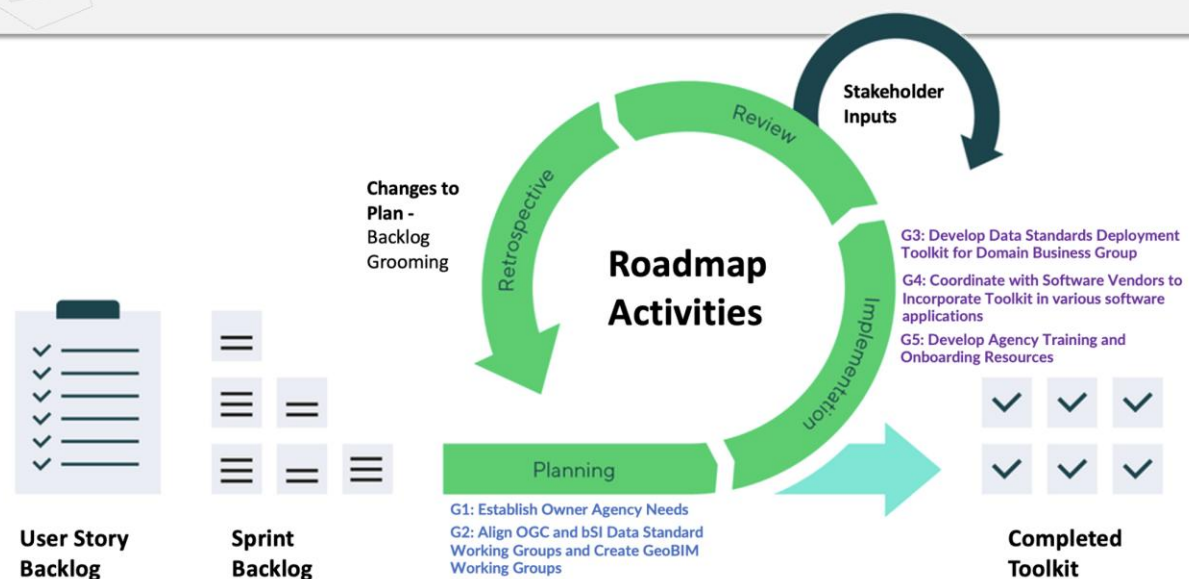 Stakeholder
Inputs
Review
Changes to
Plan -
Backlog
Grooming
Retrospective
Roadmap
Activities
Implementation
G3: Develop Data Standards Deployment
Toolkit for Domain Business Group
G4: Coordinate with Software Vendors to
Incorporate Toolkit in various software
applications
G5: Develop Agency Training and
Onboarding Resources
Planning
G1: Establish Owner Agency Needs
G2: Align OGC and bSI Data Standard
Working Groups and Create GeoBIM
Working Groups
User Story
Backlog
Sprint
Backlog
Completed
Toolkit